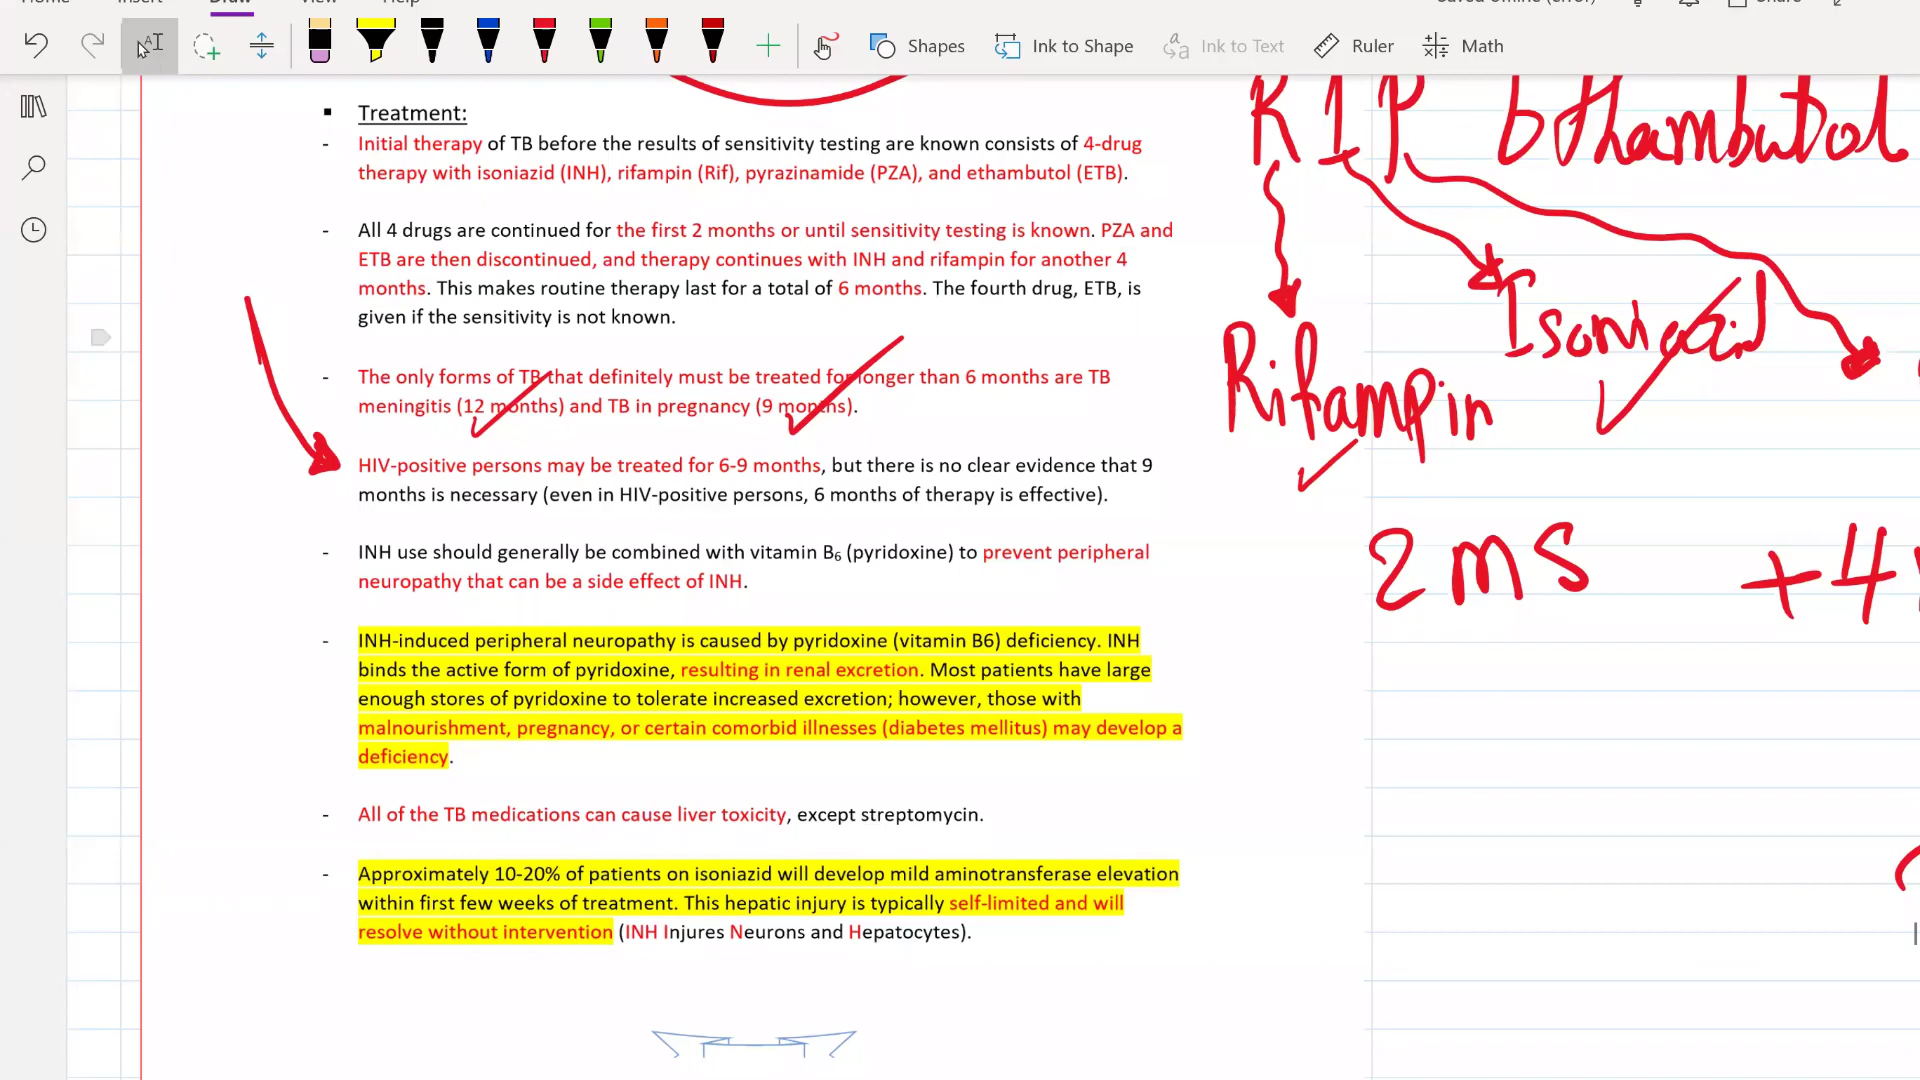 Draw
Help
Shapes
Ink to Shape
Ink to Text
Ruler
Math
RIP Ethambutol
▪ Treatment:
- Initial therapy of TB before the results of sensitivity testing are known consists of 4-drug
therapy with isoniazid (INH), rifampin (Rif), pyrazinamide (PZA), and ethambutol (ETB).
- All 4 drugs are continued for the first 2 months or until sensitivity testing is known. PZA and
ETB are then discontinued, and therapy continues with INH and rifampin for another 4
months. This makes routine therapy last for a total of 6 months. The fourth drug, ETB, is
given if the sensitivity is not known.
Isoniazid
Rifampin
- The only forms of TB that definitely must be treated for longer than 6 months are TB
meningitis (12 months) and TB in pregnancy (9 months).
- HIV-positive persons may be treated for 6-9 months, but there is no clear evidence that 9
months is necessary (even in HIV-positive persons, 6 months of therapy is effective).
2 ms +4
- INH use should generally be combined with vitamin B6 (pyridoxine) to prevent peripheral
neuropathy that can be a side effect of INH.
- INH-induced peripheral neuropathy is caused by pyridoxine (vitamin B6) deficiency. INH
binds the active form of pyridoxine, resulting in renal excretion. Most patients have large
enough stores of pyridoxine to tolerate increased excretion; however, those with
malnourishment, pregnancy, or certain comorbid illnesses (diabetes mellitus) may develop a
deficiency.
- All of the TB medications can cause liver toxicity, except streptomycin.
- Approximately 10-20% of patients on isoniazid will develop mild aminotransferase elevation
within first few weeks of treatment. This hepatic injury is typically self-limited and will
resolve without intervention (INH Injures Neurons and Hepatocytes).